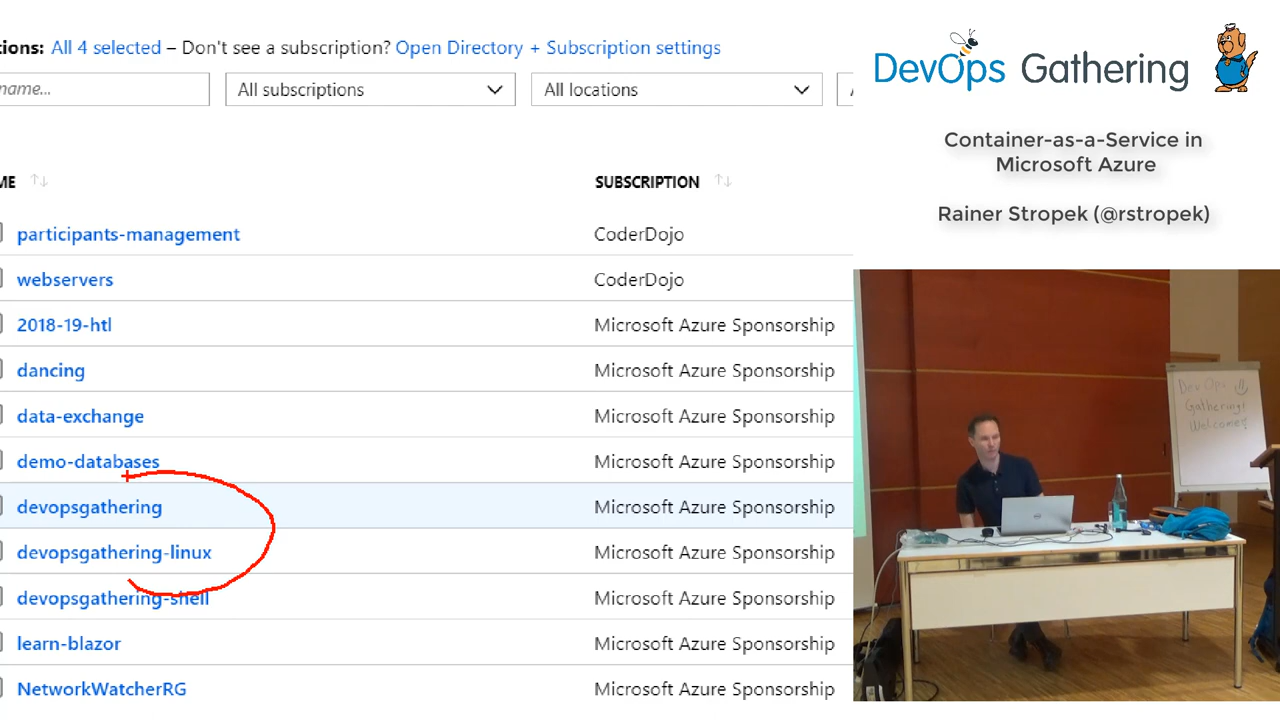 tions: All 4 selected – Don't see a subscription? Open Directory + Subscription settings
name...
All subscriptions
All locations
ME
SUBSCRIPTION
participants-management CoderDojo
webservers CoderDojo
2018-19-htl Microsoft Azure Sponsorship
dancing Microsoft Azure Sponsorship
data-exchange Microsoft Azure Sponsorship
demo-databases Microsoft Azure Sponsorship
devopsgathering Microsoft Azure Sponsorship
devopsgathering-linux Microsoft Azure Sponsorship
devopsgathering-shell Microsoft Azure Sponsorship
learn-blazor Microsoft Azure Sponsorship
NetworkWatcherRG Microsoft Azure Sponsorship
DevOps Gathering
Container-as-a-Service in
Microsoft Azure
Rainer Stropek (@rstropek)
DevOps
Gathering!
Welcome!